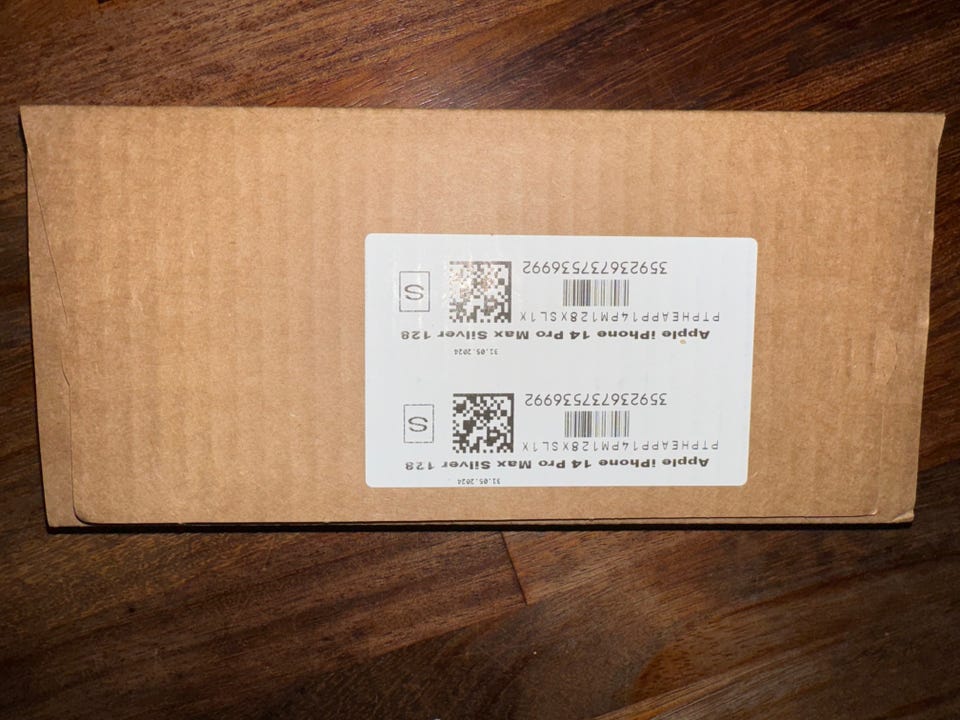 31.05.2024
Apple iPhone 14 Pro Max Silver 128
PTPHEAPP14PM128XSL1X
S
359236737536992
31.05.2024
Apple iPhone 14 Pro Max Silver 128
PTPHEAPP14PM128XSL1X
S
359236737536992